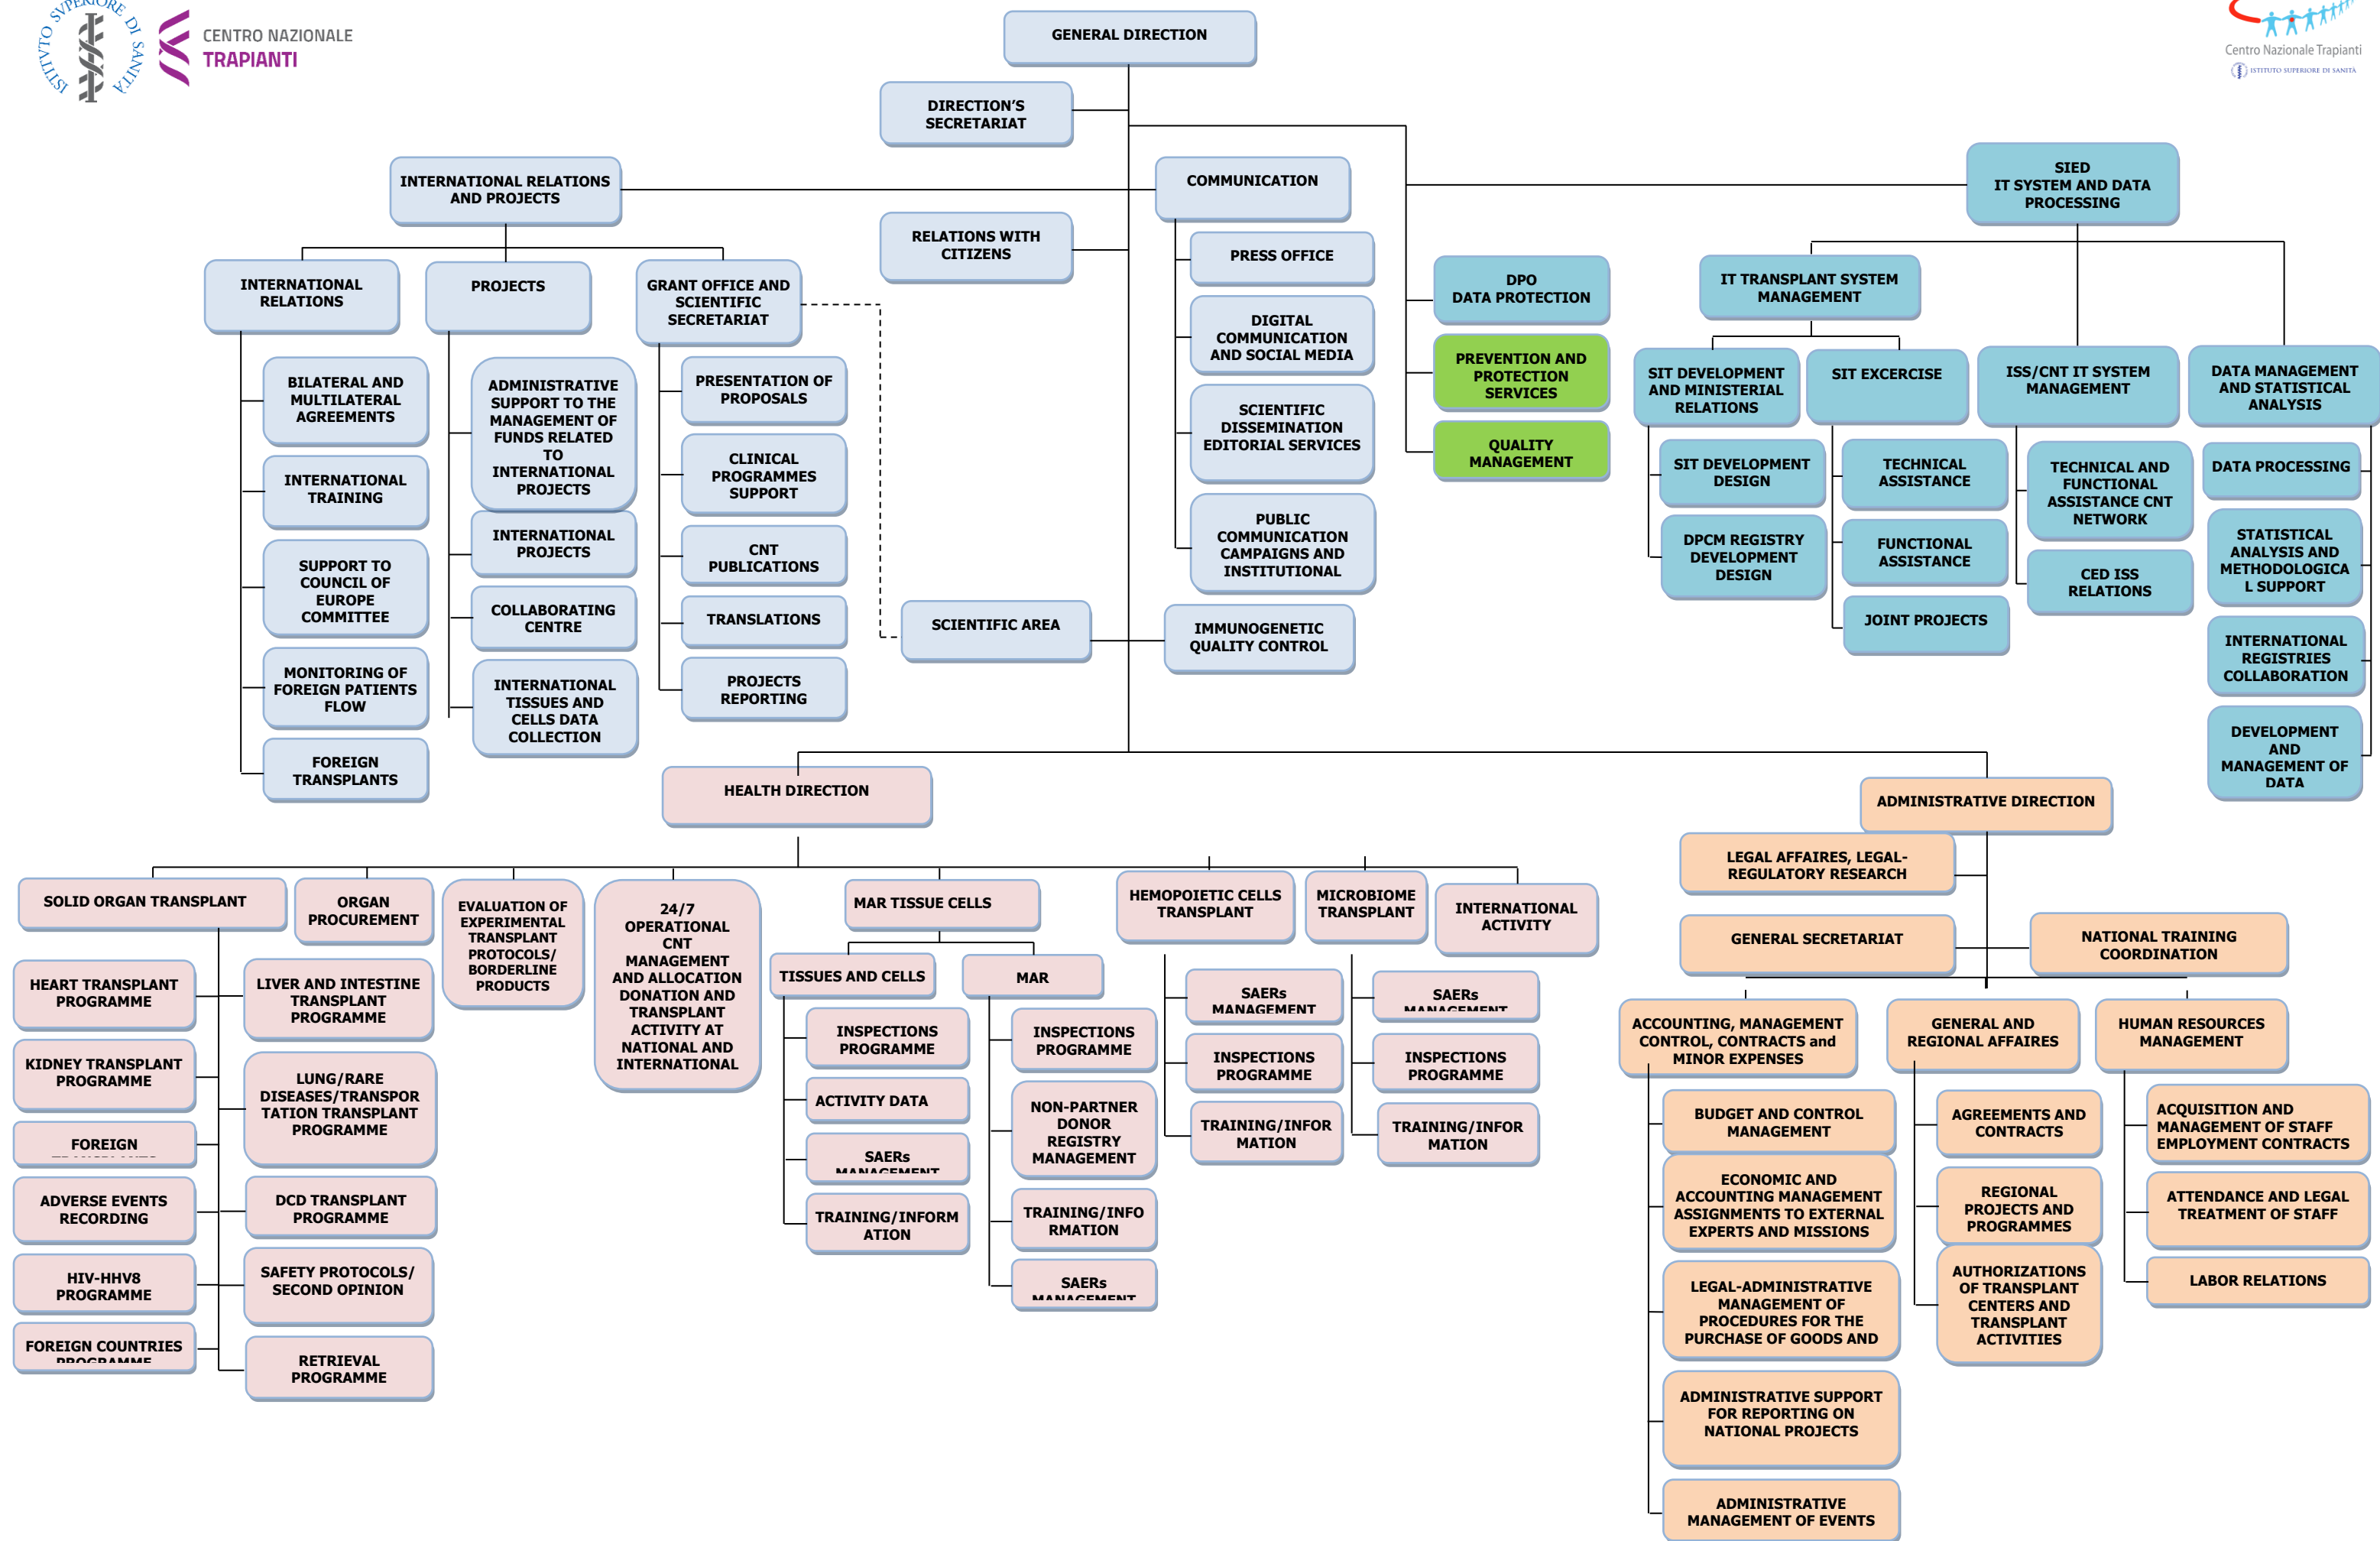 ISTITUTO SUPERIORE DI SANITÀ
CENTRO NAZIONALE
TRAPIANTI
Centro Nazionale Trapianti
ISTITUTO SUPERIORE DI SANITÀ
GENERAL DIRECTION
DIRECTION'S
SECRETARIAT
INTERNATIONAL RELATIONS
AND PROJECTS
COMMUNICATION
SIED
IT SYSTEM AND DATA
PROCESSING
RELATIONS WITH
CITIZENS
INTERNATIONAL
RELATIONS
BILATERAL AND
MULTILATERAL
AGREEMENTS
INTERNATIONAL
TRAINING
SUPPORT TO
COUNCIL OF
EUROPE
COMMITTEE
MONITORING OF
FOREIGN PATIENTS
FLOW
FOREIGN
TRANSPLANTS
PROJECTS
ADMINISTRATIVE
SUPPORT TO THE
MANAGEMENT OF
FUNDS RELATED
TO
INTERNATIONAL
PROJECTS
INTERNATIONAL
PROJECTS
COLLABORATING
CENTRE
INTERNATIONAL
TISSUES AND
CELLS DATA
COLLECTION
GRANT OFFICE AND
SCIENTIFIC
SECRETARIAT
PRESENTATION OF
PROPOSALS
CLINICAL
PROGRAMMES
SUPPORT
CNT
PUBLICATIONS
TRANSLATIONS
PROJECTS
REPORTING
PRESS OFFICE
DIGITAL
COMMUNICATION
AND SOCIAL MEDIA
SCIENTIFIC
DISSEMINATION
EDITORIAL SERVICES
PUBLIC
COMMUNICATION
CAMPAIGNS AND
INSTITUTIONAL
SCIENTIFIC AREA
IMMUNOGENETIC
QUALITY CONTROL
DPO
DATA PROTECTION
PREVENTION AND
PROTECTION
SERVICES
QUALITY
MANAGEMENT
IT TRANSPLANT SYSTEM
MANAGEMENT
SIT DEVELOPMENT
AND MINISTERIAL
RELATIONS
SIT DEVELOPMENT
DESIGN
DPCM REGISTRY
DEVELOPMENT
DESIGN
SIT EXCERCISE
TECHNICAL
ASSISTANCE
FUNCTIONAL
ASSISTANCE
JOINT PROJECTS
ISS/CNT IT SYSTEM
MANAGEMENT
TECHNICAL AND
FUNCTIONAL
ASSISTANCE CNT
NETWORK
CED ISS
RELATIONS
DATA MANAGEMENT
AND STATISTICAL
ANALYSIS
DATA PROCESSING
STATISTICAL
ANALYSIS AND
METHODOLOGICA
L SUPPORT
INTERNATIONAL
REGISTRIES
COLLABORATION
DEVELOPMENT
AND
MANAGEMENT OF
DATA
HEALTH DIRECTION
SOLID ORGAN TRANSPLANT
HEART TRANSPLANT
PROGRAMME
KIDNEY TRANSPLANT
PROGRAMME
FOREIGN
ADVERSE EVENTS
RECORDING
HIV-HHV8
PROGRAMME
FOREIGN COUNTRIES
PROGRAMME
LIVER AND INTESTINE
TRANSPLANT
PROGRAMME
LUNG/RARE
DISEASES/TRANSPOR
TATION TRANSPLANT
PROGRAMME
DCD TRANSPLANT
PROGRAMME
SAFETY PROTOCOLS/
SECOND OPINION
RETRIEVAL
PROGRAMME
ORGAN
PROCUREMENT
EVALUATION OF
EXPERIMENTAL
TRANSPLANT
PROTOCOLS/
BORDERLINE
PRODUCTS
24/7
OPERATIONAL
CNT
MANAGEMENT
AND ALLOCATION
DONATION AND
TRANSPLANT
ACTIVITY AT
NATIONAL AND
INTERNATIONAL
MAR TISSUE CELLS
TISSUES AND CELLS
INSPECTIONS
PROGRAMME
ACTIVITY DATA
SAERs
MANAGEMENT
TRAINING/INFORM
ATION
MAR
INSPECTIONS
PROGRAMME
NON-PARTNER
DONOR
REGISTRY
MANAGEMENT
TRAINING/INFO
RMATION
SAERs
MANAGEMENT
HEMOPOIETIC CELLS
TRANSPLANT
SAERs
MANAGEMENT
INSPECTIONS
PROGRAMME
TRAINING/INFOR
MATION
MICROBIOME
TRANSPLANT
SAERs
MANAGEMENT
INSPECTIONS
PROGRAMME
TRAINING/INFOR
MATION
INTERNATIONAL
ACTIVITY
ADMINISTRATIVE DIRECTION
LEGAL AFFAIRES, LEGAL-
REGULATORY RESEARCH
GENERAL SECRETARIAT
NATIONAL TRAINING
COORDINATION
ACCOUNTING, MANAGEMENT
CONTROL, CONTRACTS and
MINOR EXPENSES
BUDGET AND CONTROL
MANAGEMENT
ECONOMIC AND
ACCOUNTING MANAGEMENT
ASSIGNMENTS TO EXTERNAL
EXPERTS AND MISSIONS
LEGAL-ADMINISTRATIVE
MANAGEMENT OF
PROCEDURES FOR THE
PURCHASE OF GOODS AND
ADMINISTRATIVE SUPPORT
FOR REPORTING ON
NATIONAL PROJECTS
ADMINISTRATIVE
MANAGEMENT OF EVENTS
GENERAL AND
REGIONAL AFFAIRES
AGREEMENTS AND
CONTRACTS
REGIONAL
PROJECTS AND
PROGRAMMES
AUTHORIZATIONS
OF TRANSPLANT
CENTERS AND
TRANSPLANT
ACTIVITIES
HUMAN RESOURCES
MANAGEMENT
ACQUISITION AND
MANAGEMENT OF STAFF
EMPLOYMENT CONTRACTS
ATTENDANCE AND LEGAL
TREATMENT OF STAFF
LABOR RELATIONS